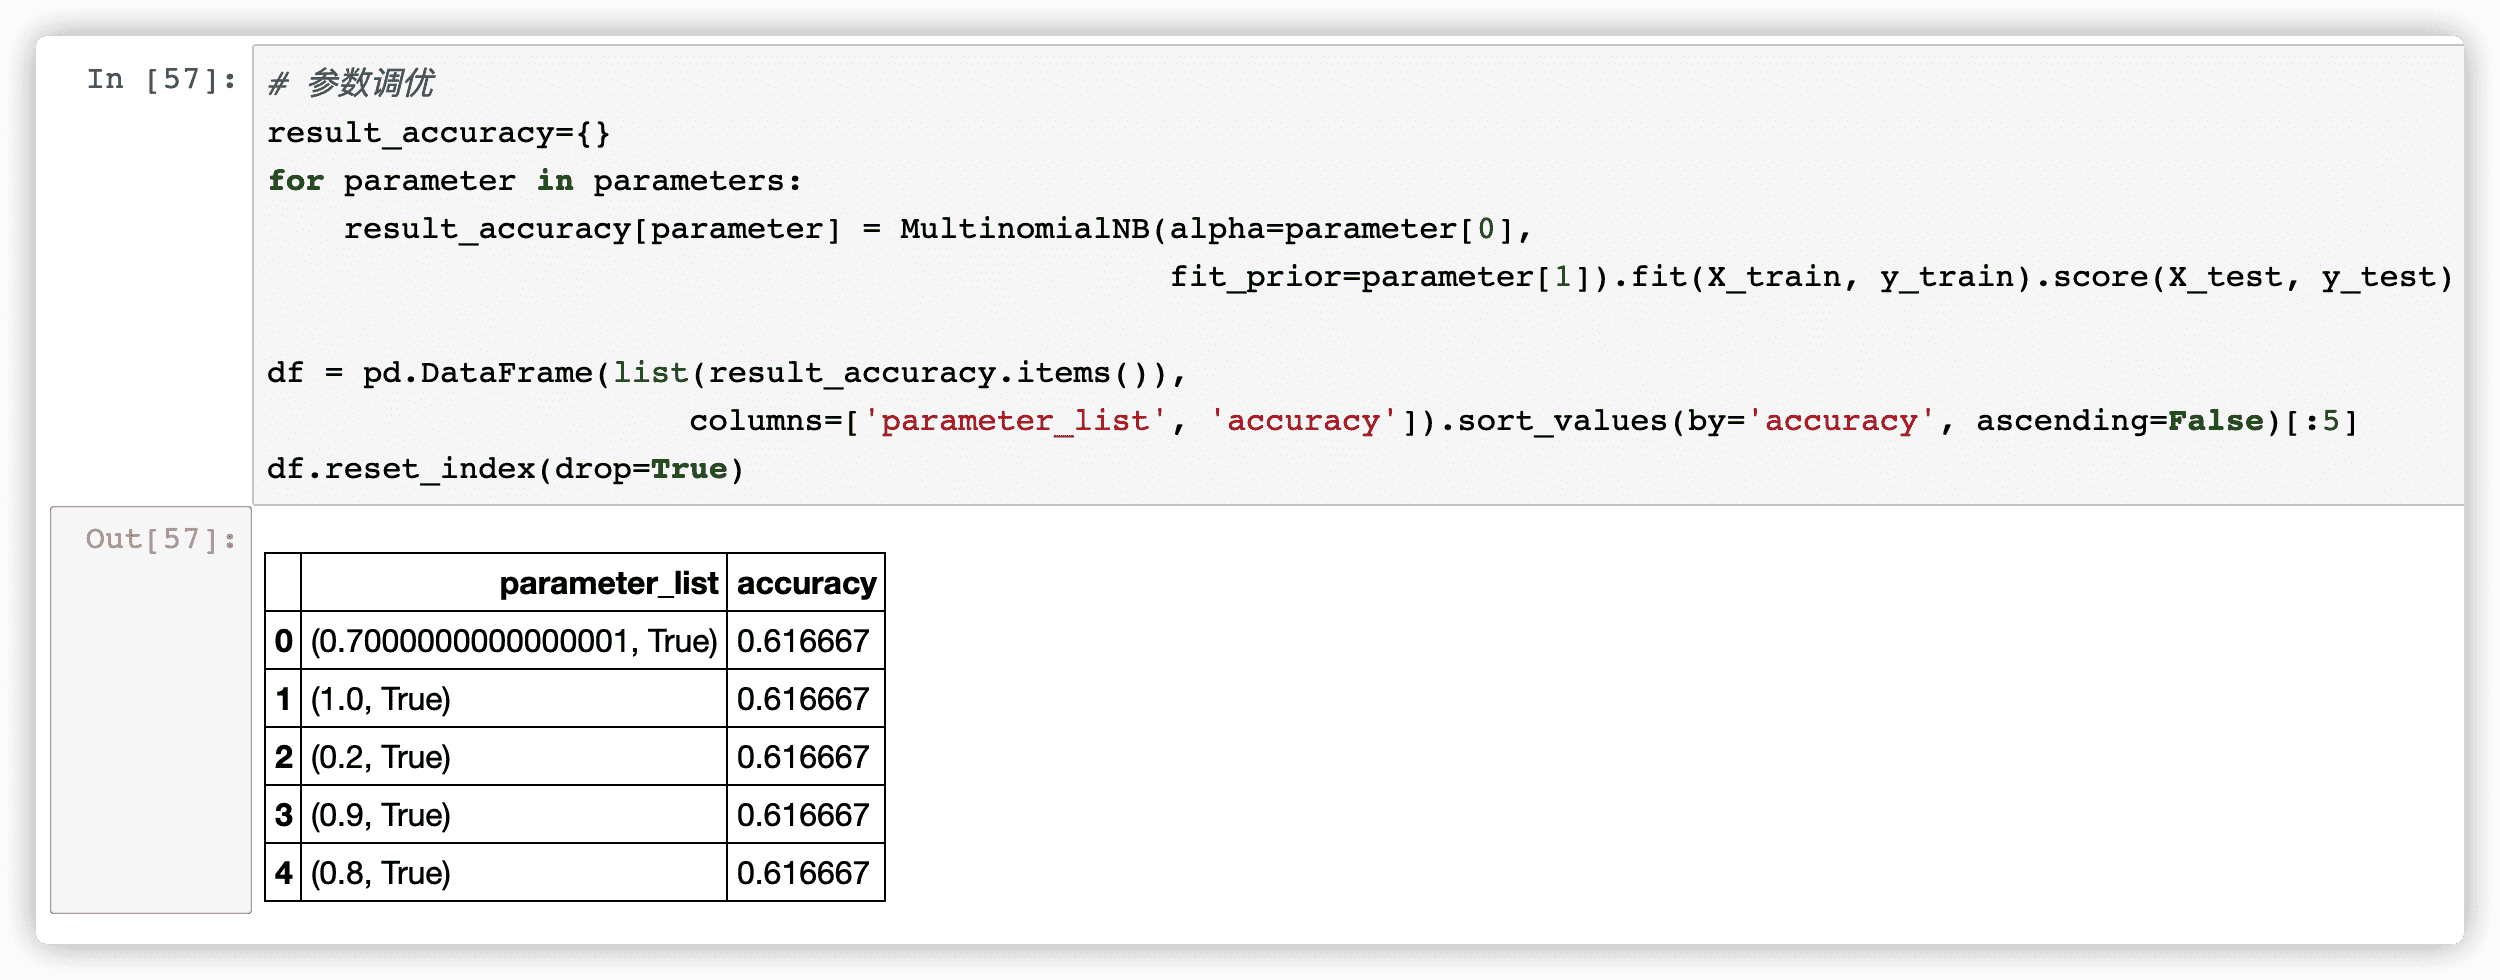 In [57]:
# 参数调优
result_accuracy={}
for parameter in parameters:
    result_accuracy[parameter] = MultinomialNB(alpha=parameter[0],
                                               fit_prior=parameter[1]).fit(X_train, y_train).score(X_test, y_test)
df = pd.DataFrame(list(result_accuracy.items()),
                      columns=['parameter_list', 'accuracy']).sort_values(by='accuracy', ascending=False)[:5]
df.reset_index(drop=True)
Out[57]:
parameter_list accuracy
0 (0.7000000000000001, True) 0.616667
1 (1.0, True) 0.616667
2 (0.2, True) 0.616667
3 (0.9, True) 0.616667
4 (0.8, True) 0.616667